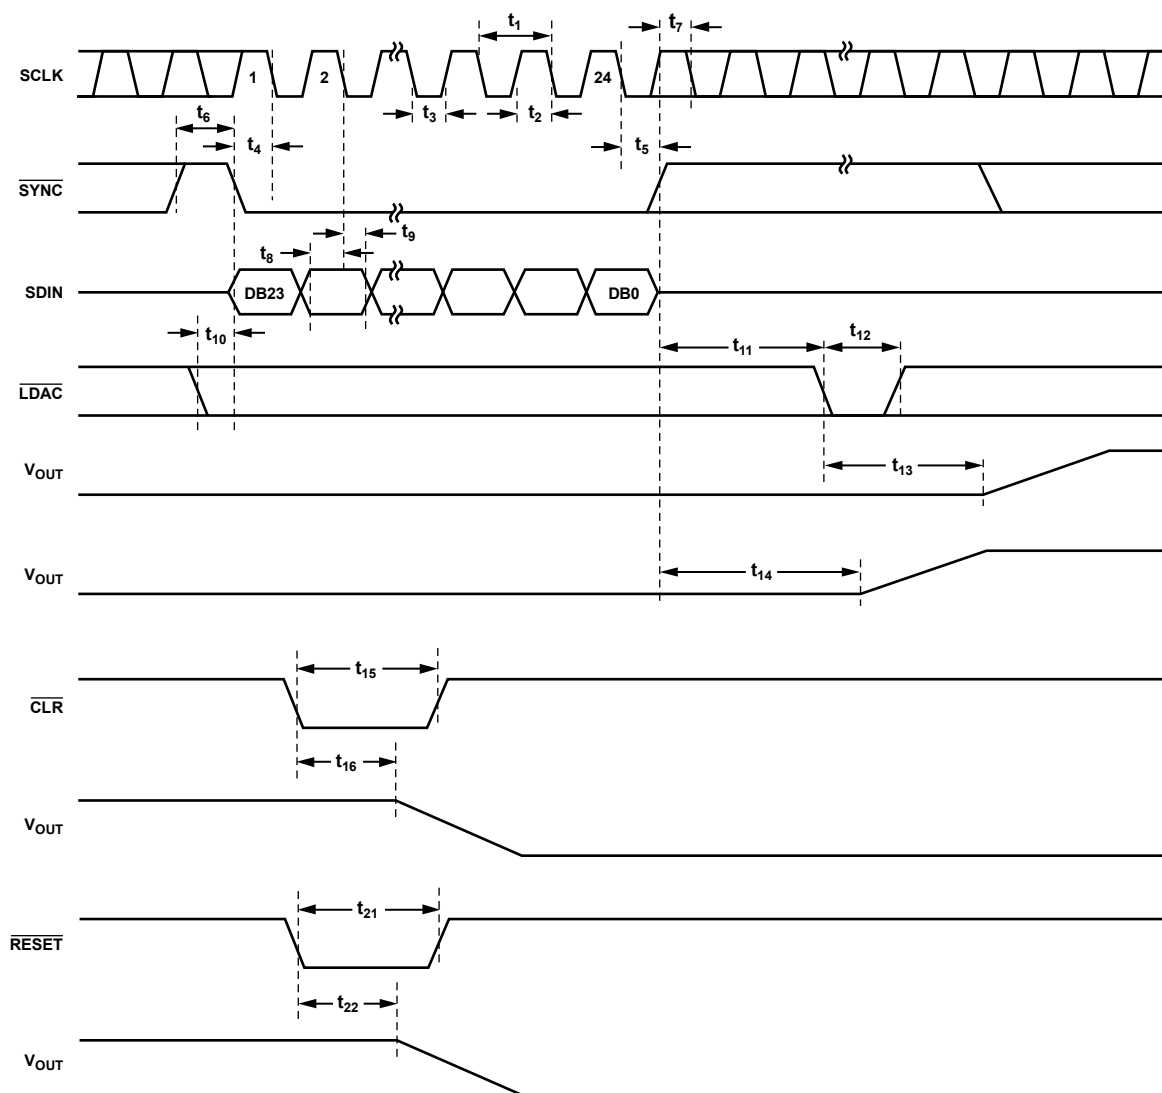 t1
t7
SCLK
1
2
24
t6
t3
t2
t4
t5
SYNC
t9
t8
SDIN
DB23
DB0
t10
t11
t12
LDAC
VOUT
t13
VOUT
t14
t15
CLR
t16
VOUT
t21
RESET
t22
VOUT